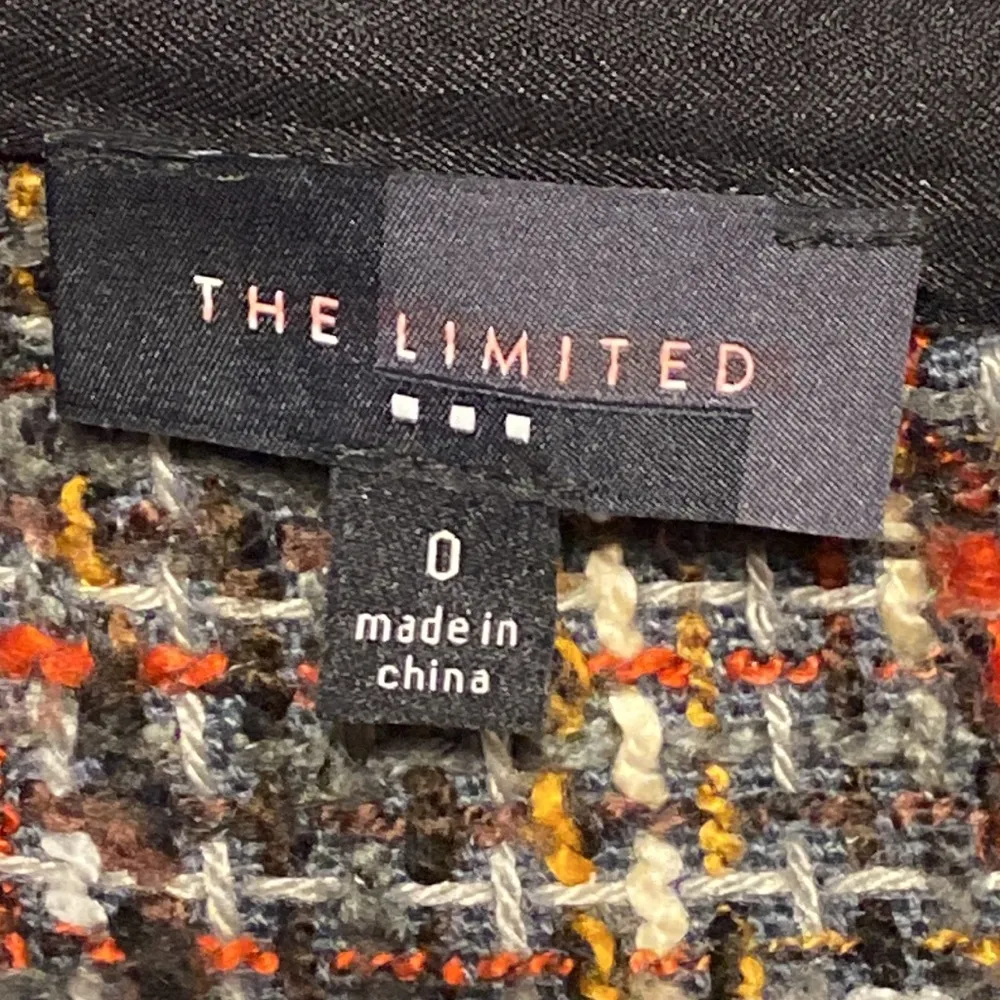 THE LIMITED
0
made in
china